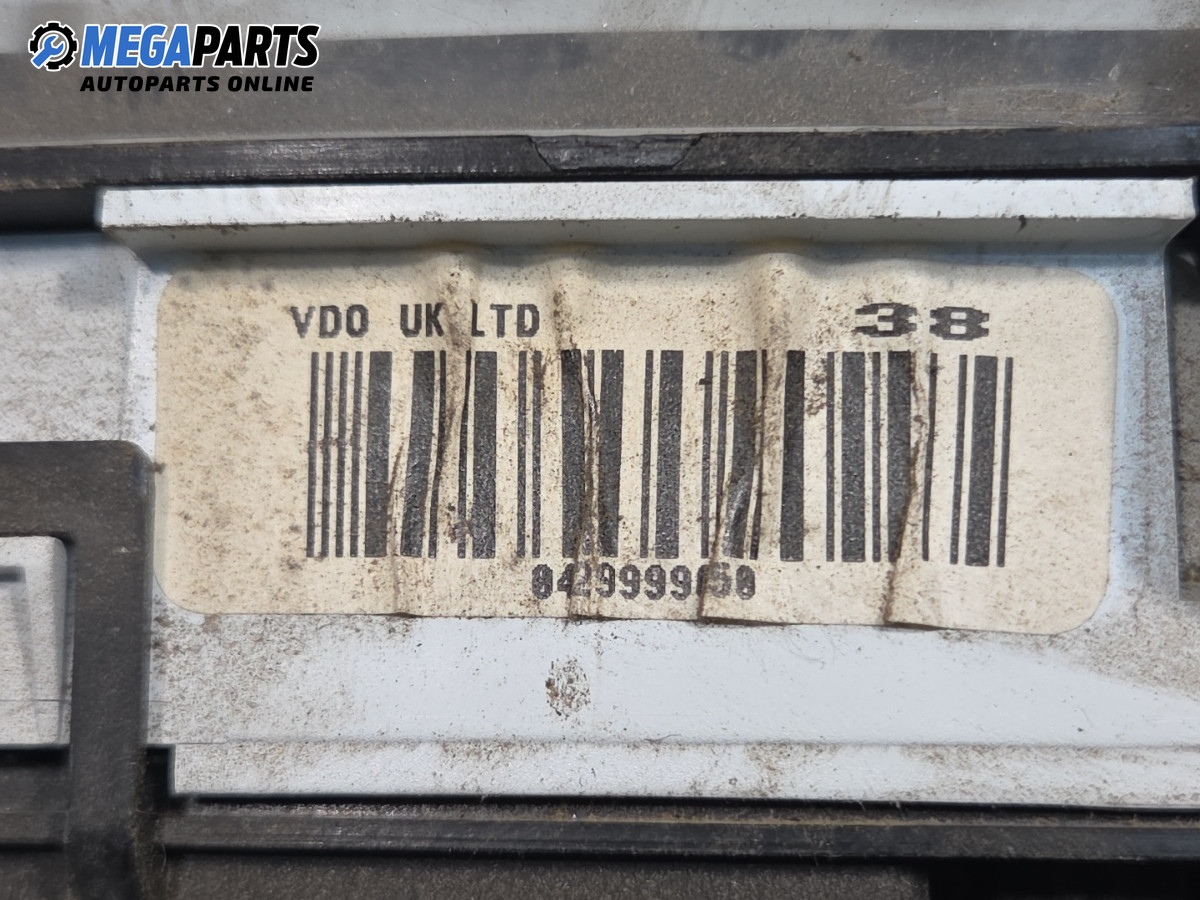 MEGAPARTS
AUTOPARTS ONLINE
VDO UK LTD 38